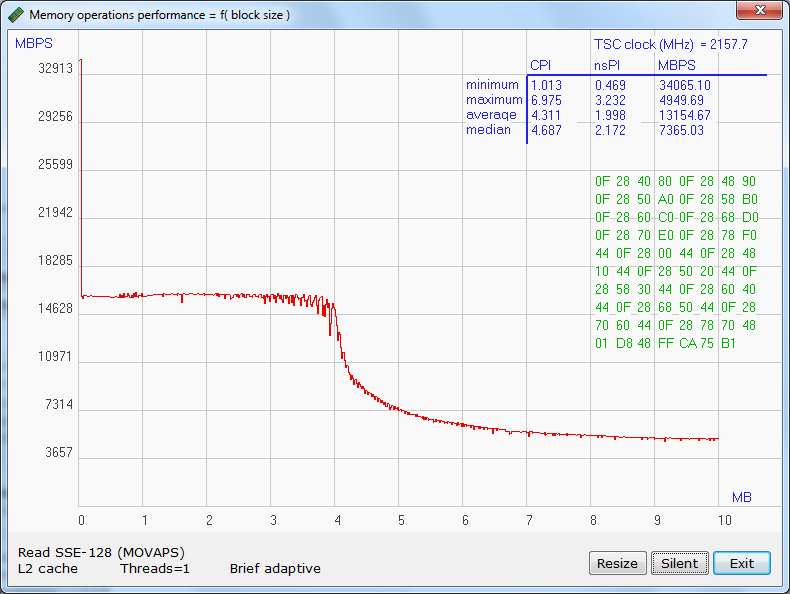 Memory operations performance = f( block size )
MBPS
TSC clock (MHz) = 2157.7
CPI nsPI MBPS
minimum 1.013 0.469 34065.10
maximum 6.975 3.232 4949.69
average 4.311 1.998 13154.67
median 4.687 2.172 7365.03
32913
29256
25599
21942
18285
14628
10971
7314
3657
0F 28 40 80 0F 28 48 90
0F 28 50 A0 0F 28 58 B0
0F 28 60 C0 0F 28 68 D0
0F 28 70 E0 0F 28 78 F0
44 0F 28 00 44 0F 28 48
10 44 0F 28 50 20 44 0F
28 58 30 44 0F 28 60 40
44 0F 28 68 50 44 0F 28
70 60 44 0F 28 78 70 48
01 D8 48 FF CA 75 B1
MB
0 1 2 3 4 5 6 7 8 9 10
Read SSE-128 (MOVAPS)
L2 cache Threads=1 Brief adaptive
Resize Silent Exit